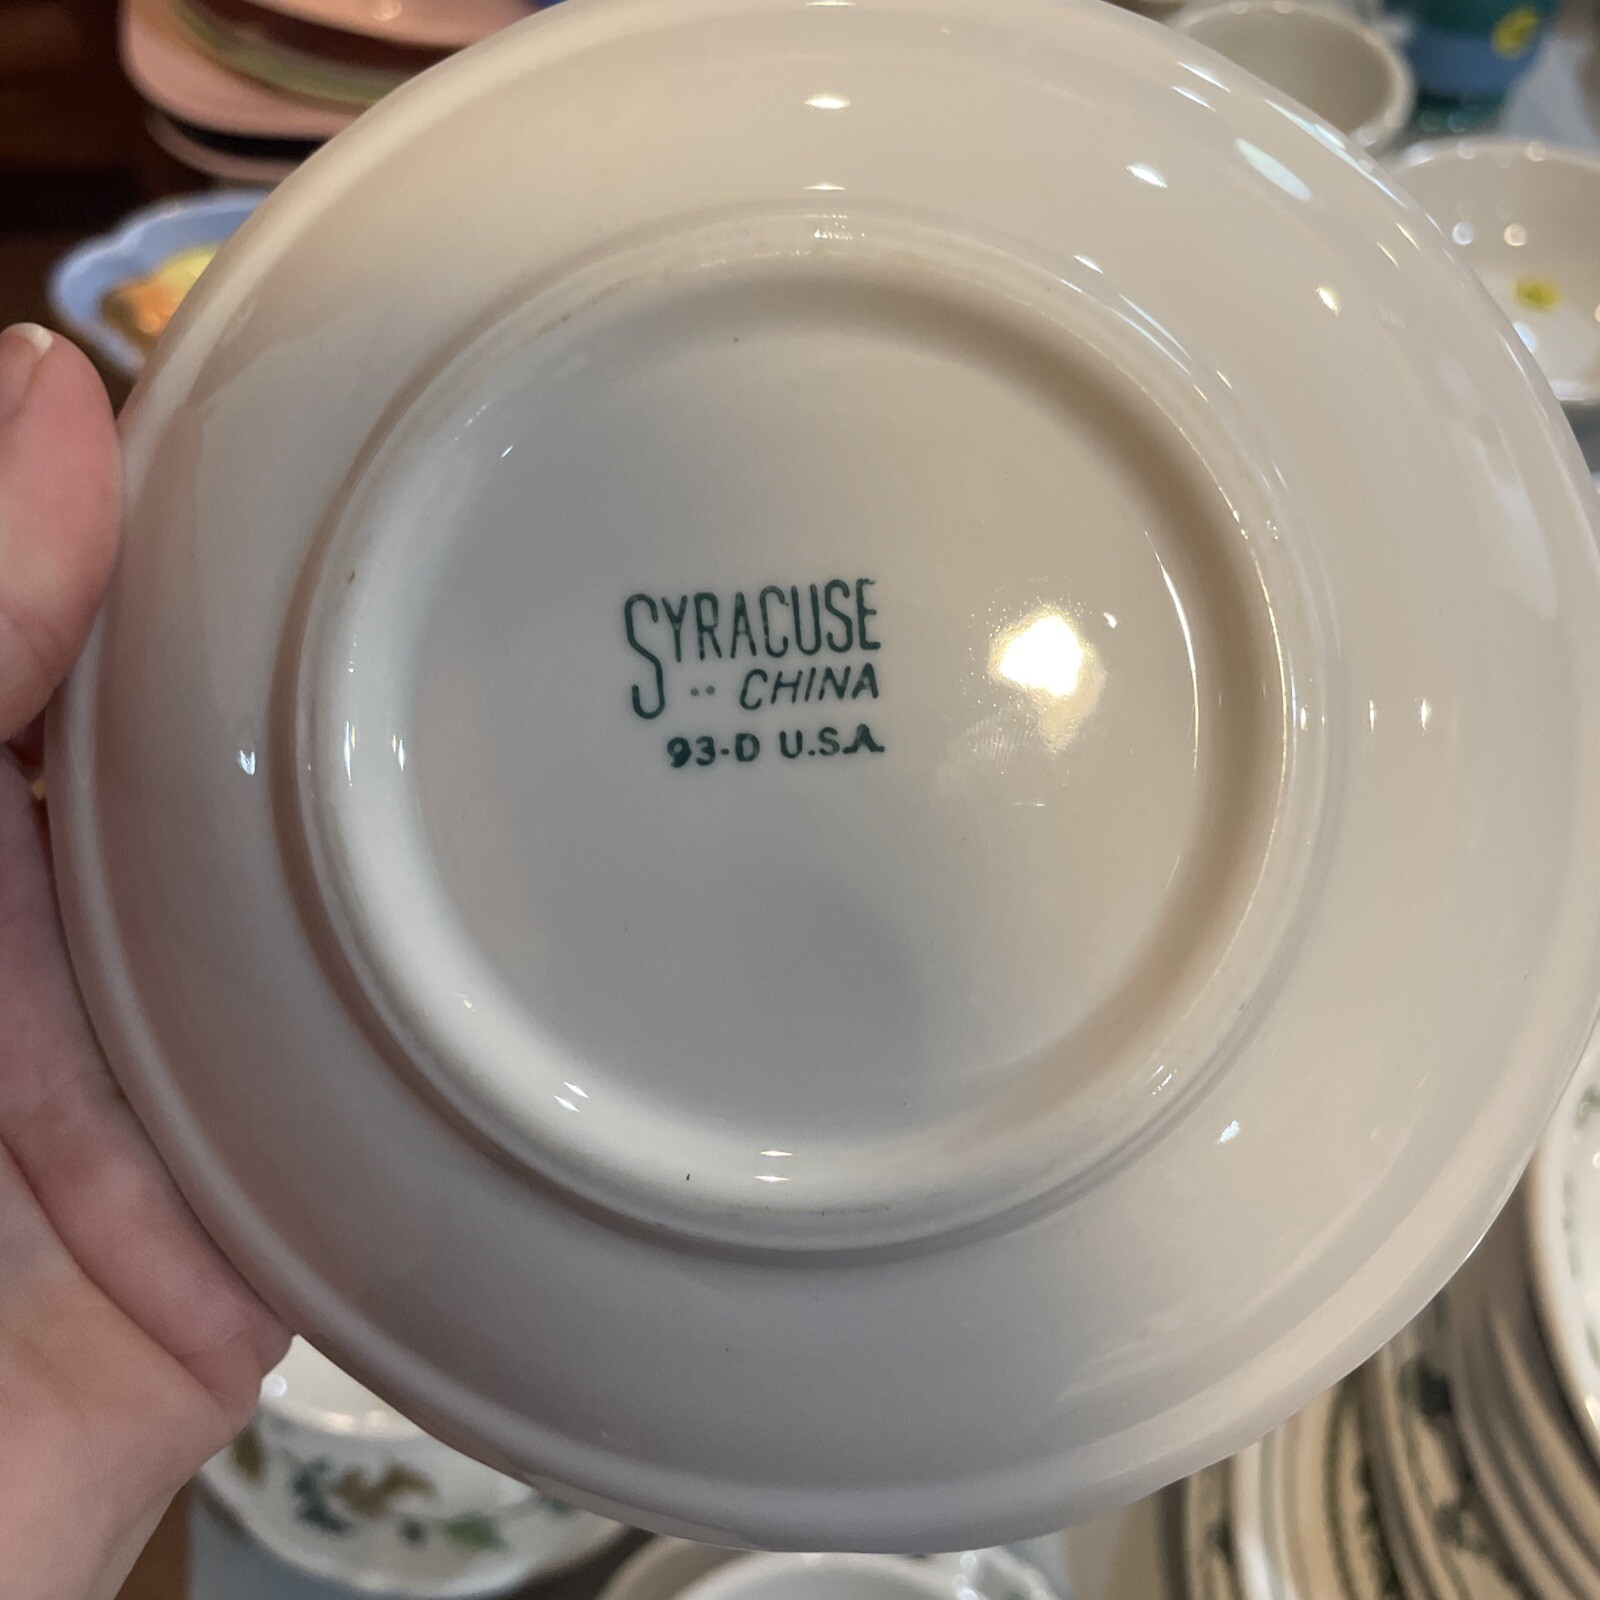 SYRACUSE
·· CHINA
93-D U.S.A.